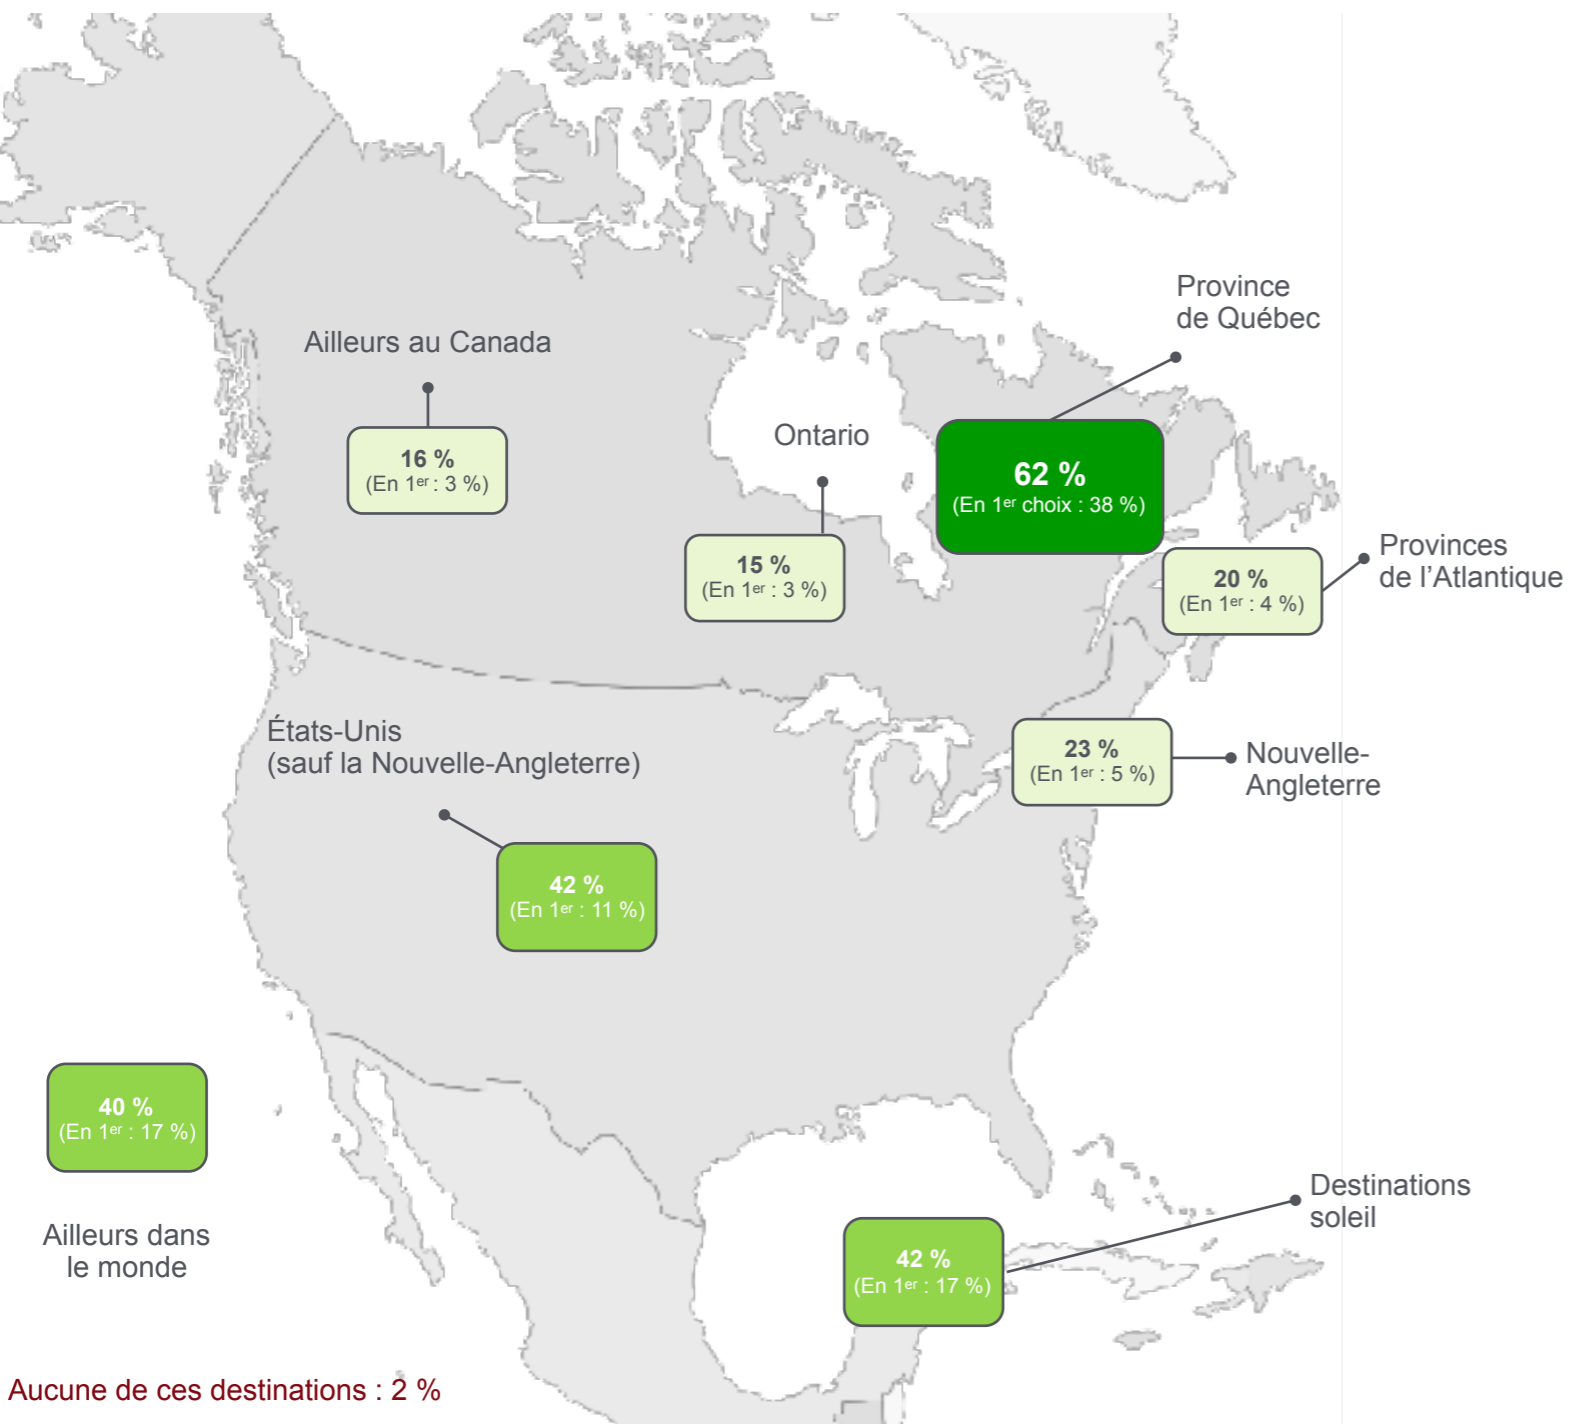 Province
de Québec
Ailleurs au Canada
16 %
(En 1er : 3 %)
Ontario
15 %
(En 1er : 3 %)
62 %
(En 1er choix : 38 %)
Provinces
de l’Atlantique
20 %
(En 1er : 4 %)
États-Unis
(sauf la Nouvelle-Angleterre)
42 %
(En 1er : 11 %)
23 %
(En 1er : 5 %)
Nouvelle-
Angleterre
40 %
(En 1er : 17 %)
Ailleurs dans
le monde
Destinations
soleil
42 %
(En 1er : 17 %)
Aucune de ces destinations : 2 %